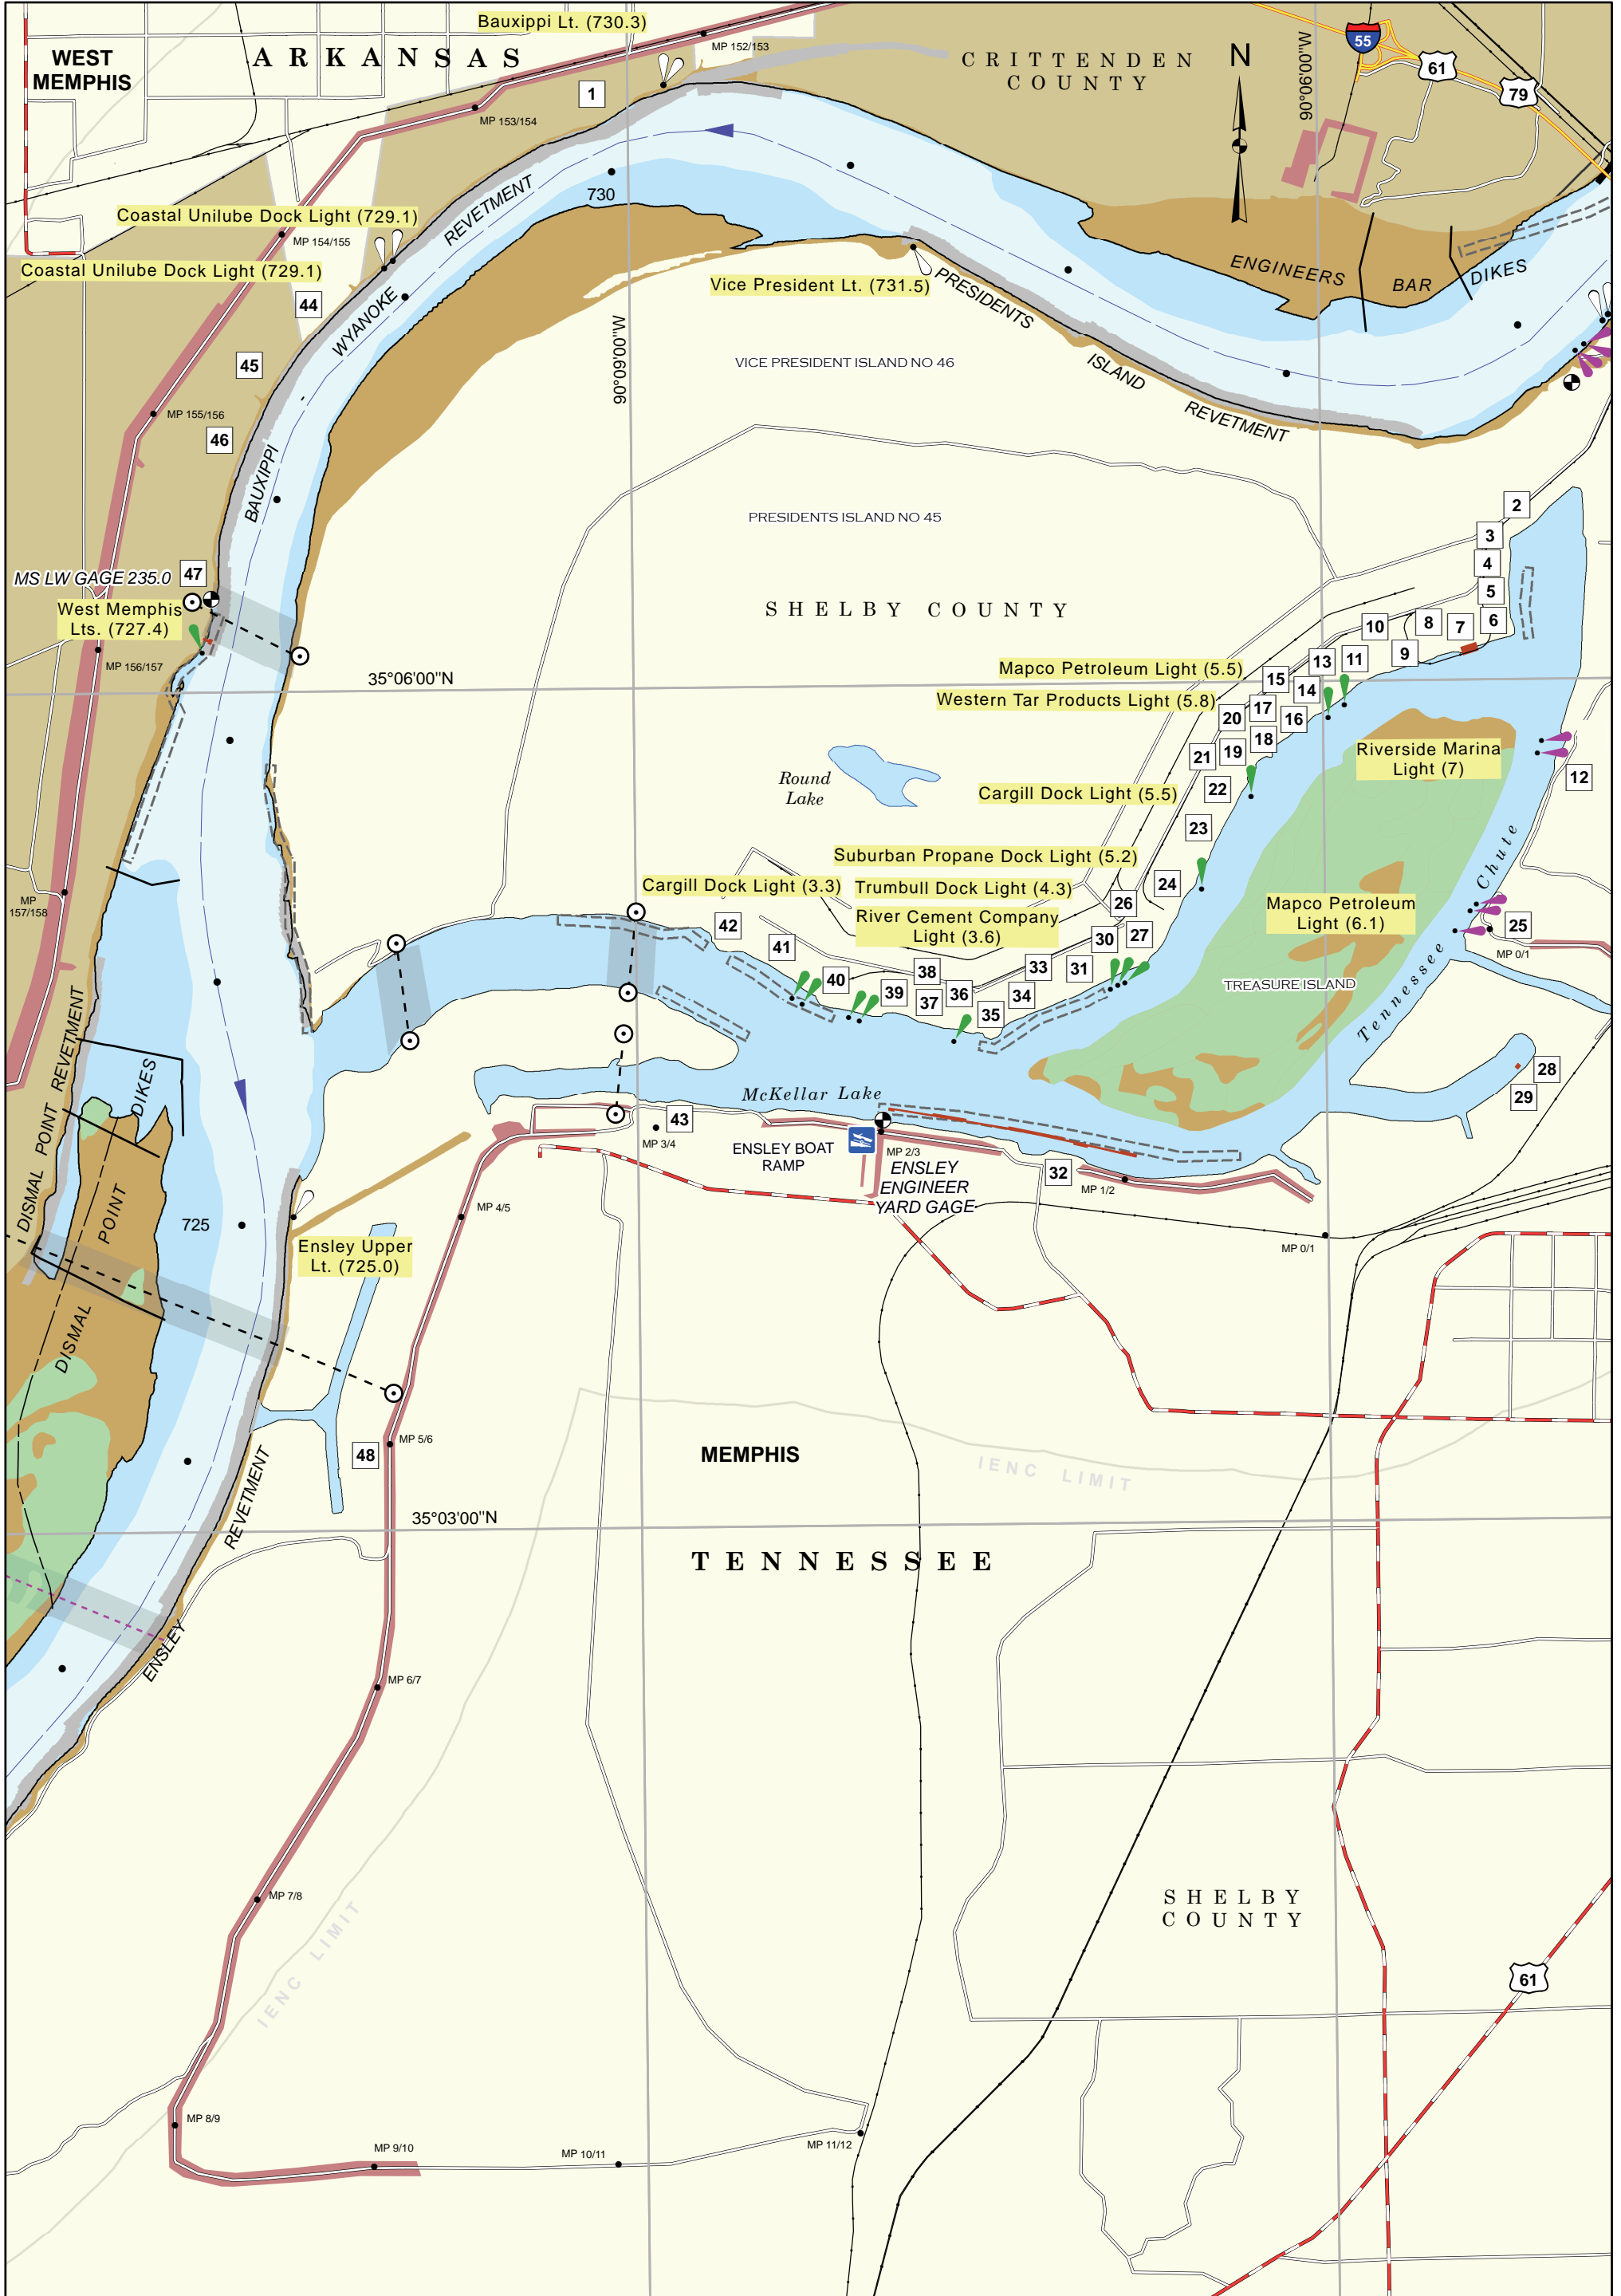 Bauxippi Lt. (730.3)
WEST
MEMPHIS
ARKANSAS
MP 152/153
CRITTENDEN
COUNTY
N
90°06'00"W
55
61
79
1
MP 153/154
730
REVETMENT
Coastal Unilube Dock Light (729.1)
MP 154/155
Coastal Unilube Dock Light (729.1)
44
WYANOKE
Vice President Lt. (731.5)
PRESIDENTS
ISLAND
REVETMENT
ENGINEERS
BAR
DIKES
90°09'00"W
VICE PRESIDENT ISLAND NO 46
45
MP 155/156
46
BAUXIPPI
PRESIDENTS ISLAND NO 45
2
3
4
5
6
7
8
9
10
11
13
14
15
16
17
18
19
20
21
22
23
24
MS LW GAGE 235.0
47
West Memphis
Lts. (727.4)
MP 156/157
SHELBY COUNTY
35°06'00"N
Mapco Petroleum Light (5.5)
Western Tar Products Light (5.8)
Riverside Marina
Light (7)
12
Round
Lake
Cargill Dock Light (5.5)
Suburban Propane Dock Light (5.2)
Cargill Dock Light (3.3)
Trumbull Dock Light (4.3)
River Cement Company
Light (3.6)
Mapco Petroleum
Light (6.1)
Tennessee Chute
25
MP 0/1
TREASURE ISLAND
MP
157/158
26
27
30
31
33
34
35
36
37
38
39
40
41
42
28
29
DISMAL POINT REVETMENT
DIKES
McKellar Lake
43
MP 3/4
ENSLEY BOAT
RAMP
MP 2/3
ENSLEY
ENGINEER
YARD GAGE
32
MP 1/2
MP 0/1
DISMAL
POINT
725
MP 4/5
Ensley Upper
Lt. (725.0)
48
MP 5/6
MEMPHIS
IENC LIMIT
ENSLEY
REVETMENT
35°03'00"N
TENNESSEE
MP 6/7
MP 7/8
IENC LIMIT
SHELBY
COUNTY
61
MP 8/9
MP 9/10
MP 10/11
MP 11/12